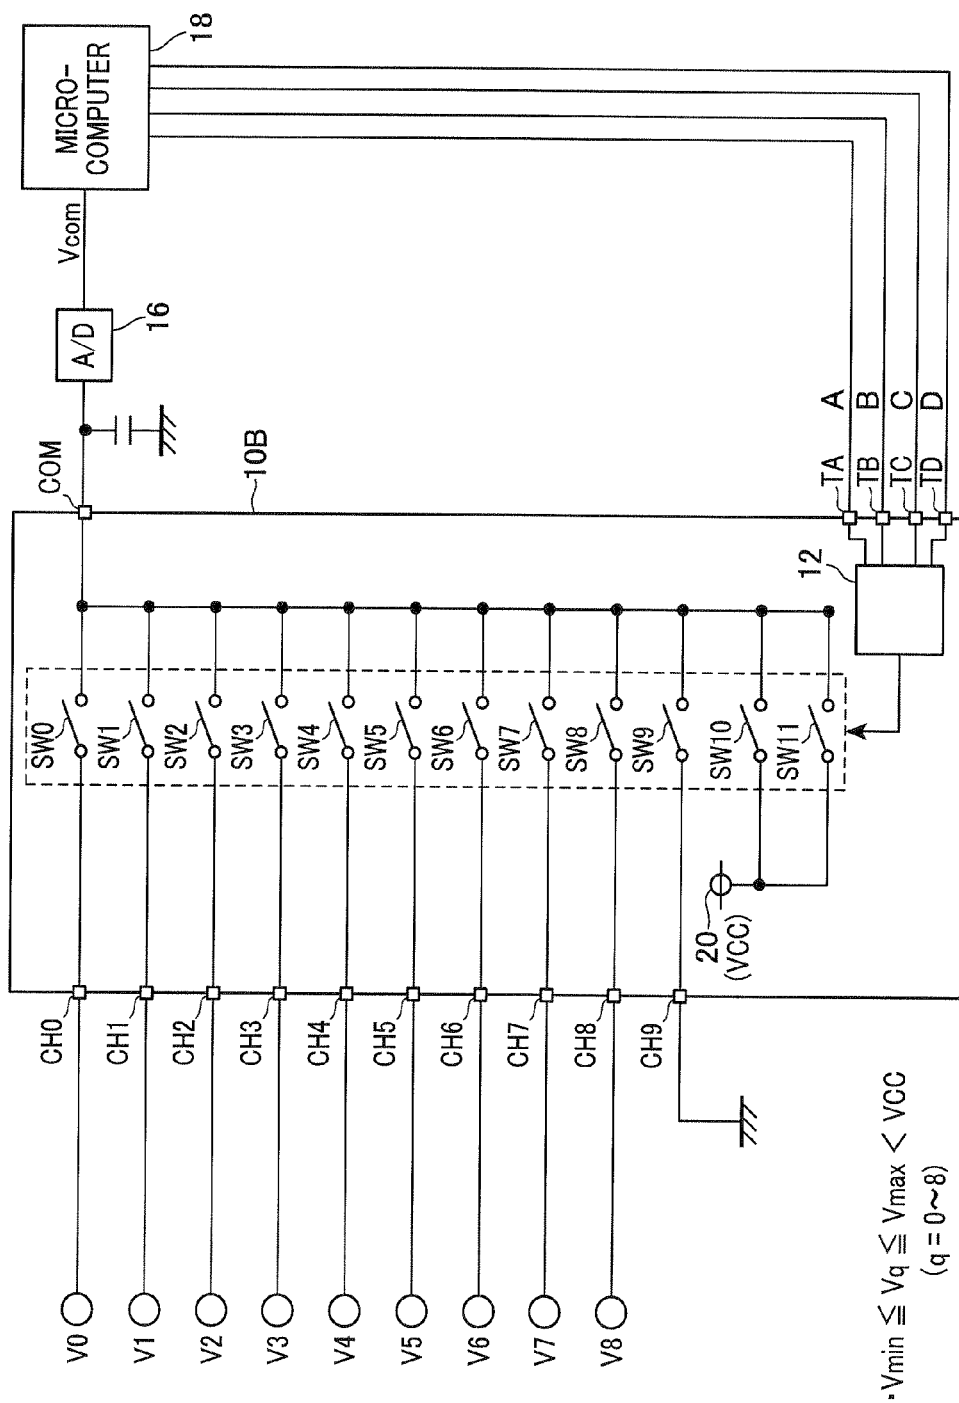 V0
V1
V2
V3
V4
V5
V6
V7
V8
CH0
CH1
CH2
CH3
CH4
CH5
CH6
CH7
CH8
CH9
20
(VCC)
SW0
SW1
SW2
SW3
SW4
SW5
SW6
SW7
SW8
SW9
SW10
SW11
12
10B
COM
TA
TB
TC
TD
A
B
C
D
A/D
16
Vcom
MICRO-
COMPUTER
18
・Vmin ≦ Vq ≦ Vmax < VCC
(q = 0~8)